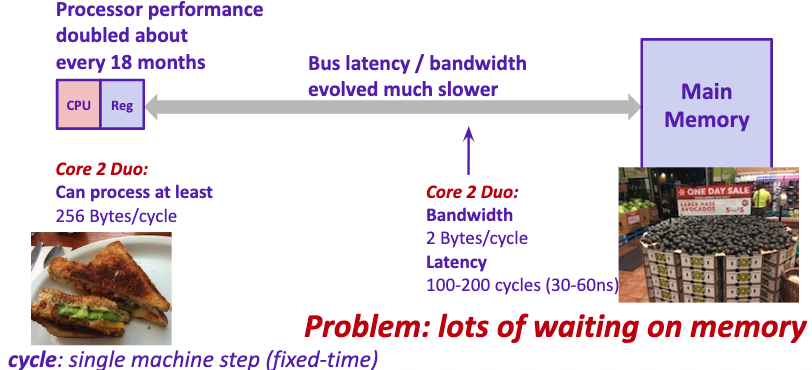 Processor performance
doubled about
every 18 months
Bus latency / bandwidth
evolved much slower
CPU
Reg
Main
Memory
Core 2 Duo:
Can process at least
256 Bytes/cycle
Core 2 Duo:
Bandwidth
2 Bytes/cycle
Latency
100-200 cycles (30-60ns)
ONE DAY SALE
LARGE HASS
AVOCADOS
Problem: lots of waiting on memory
cycle: single machine step (fixed-time)